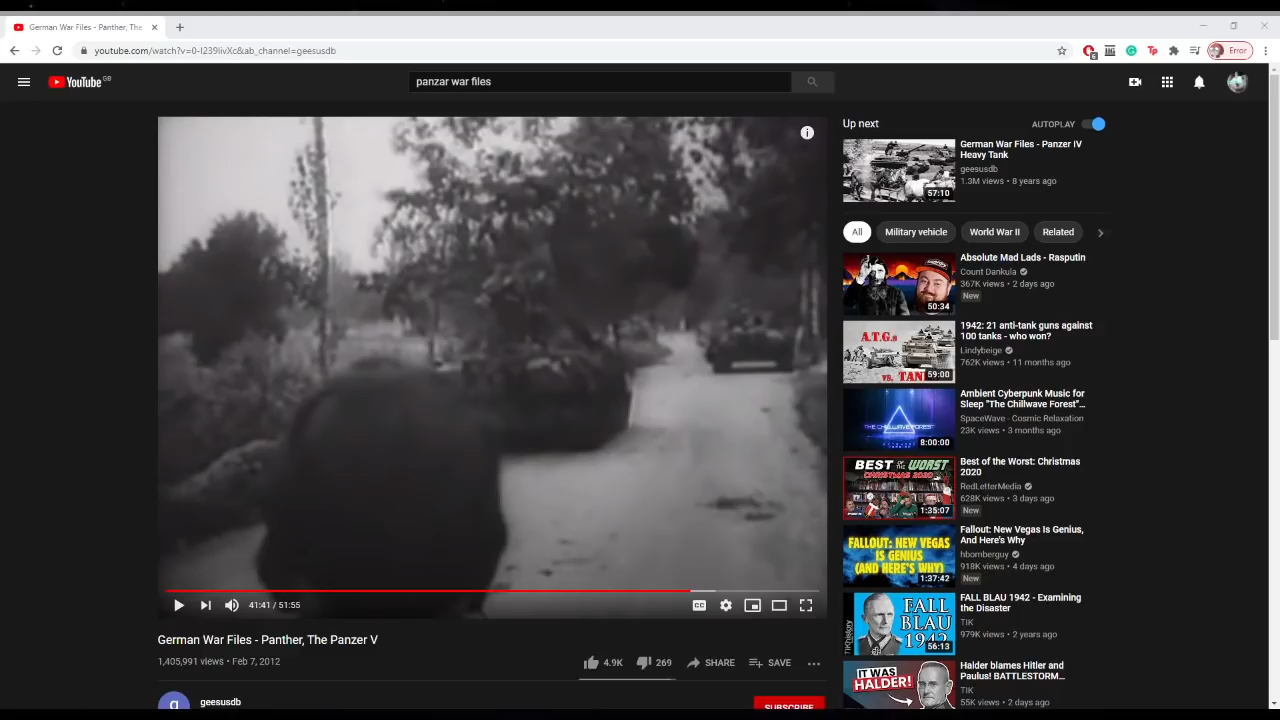 German War Files - Panther, The
youtube.com/watch?v=0-I239IivXc&ab_channel=geesusdb
Error
YouTube GB
panzar war files
Up next
AUTOPLAY
German War Files - Panzer IV
Heavy Tank
geesusdb
1.3M views • 8 years ago
57:10
All
Military vehicle
World War II
Related
Absolute Mad Lads - Rasputin
Count Dankula
367K views • 2 days ago
New
50:34
1942: 21 anti-tank guns against
100 tanks - who won?
Lindybeige
762K views • 11 months ago
A.T.G.s
VS. TAN
59:00
Ambient Cyberpunk Music for
Sleep "The Chillwave Forest"...
SpaceWave - Cosmic Relaxation
23K views • 3 months ago
THE CHILLWAVE FOREST
8:00:00
Best of the Worst: Christmas
2020
RedLetterMedia
628K views • 3 days ago
New
BEST OF THE WORST
CHRISTMAS 2020
1:35:07
Fallout: New Vegas Is Genius,
And Here's Why
hbomberguy
918K views • 4 days ago
New
FALLOUT: NEW VEGAS
IS GENIUS
(AND HERE'S WHY)
1:37:42
FALL BLAU 1942 - Examining
the Disaster
TIK
979K views • 2 years ago
TIKhistory
FALL
BLAU
1942
56:13
Halder blames Hitler and
Paulus! BATTLESTORM...
TIK
55K views • 2 days ago
IT WAS
HALDER!
41:41 / 51:55
CC
German War Files - Panther, The Panzer V
1,405,991 views • Feb 7, 2012
4.9K
269
SHARE
SAVE
g
geesusdb
SUBSCRIBE